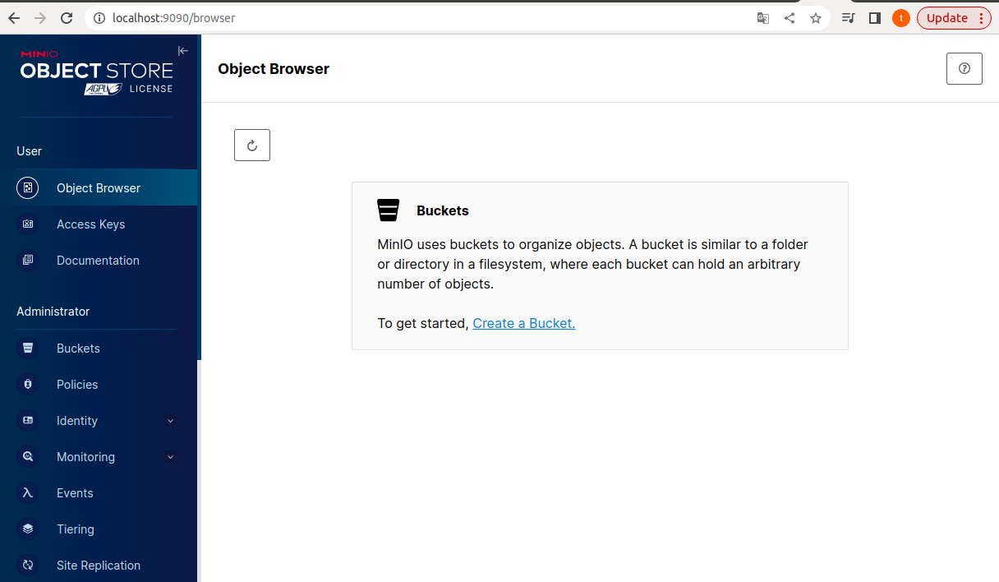 localhost:9090/browser
t
Update
MINIO
OBJECT STORE
AGPLv3 LICENSE
Object Browser
User
Object Browser
Access Keys
Documentation
Administrator
Buckets
Policies
Identity
Monitoring
Events
Tiering
Site Replication
Buckets
MinIO uses buckets to organize objects. A bucket is similar to a folder
or directory in a filesystem, where each bucket can hold an arbitrary
number of objects.
To get started, Create a Bucket.